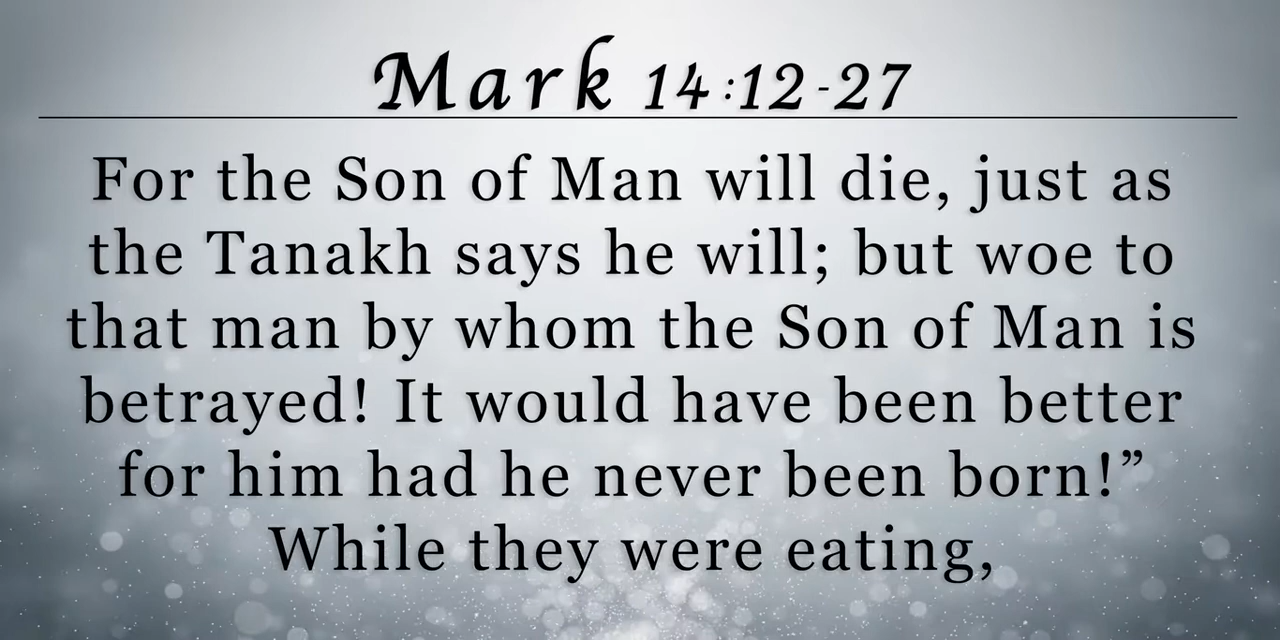 Mark 14:12-27
For the Son of Man will die, just as
the Tanakh says he will; but woe to
that man by whom the Son of Man is
betrayed! It would have been better
for him had he never been born!”
While they were eating,